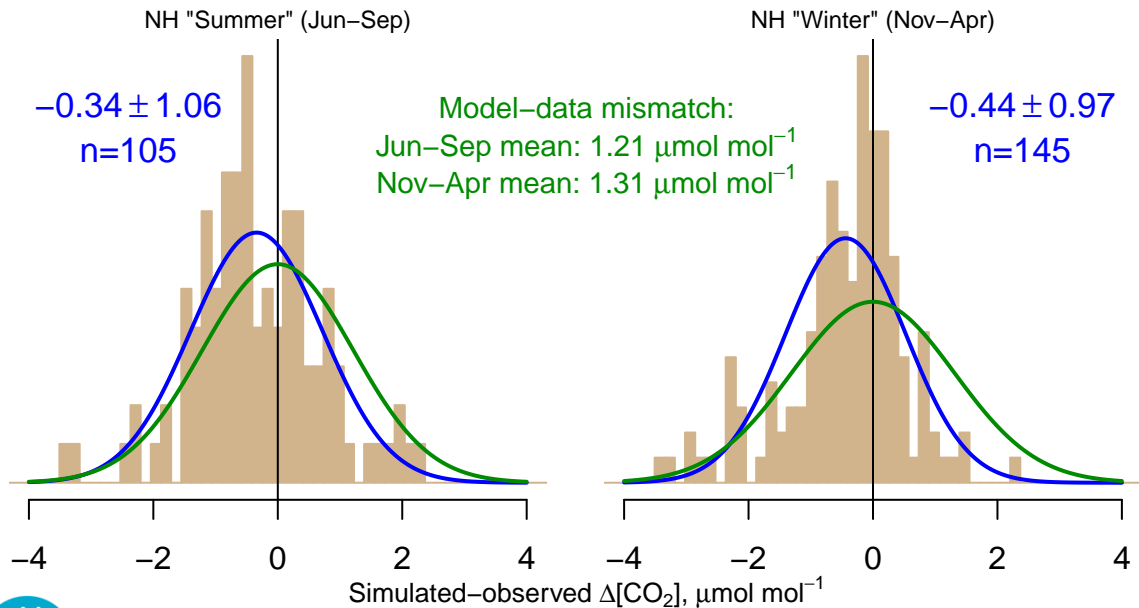 NH "Summer" (Jun−Sep)
NH "Winter" (Nov−Apr)
−0.34 ± 1.06
n=105
Model−data mismatch:
Jun−Sep mean: 1.21 μmol mol⁻¹
Nov−Apr mean: 1.31 μmol mol⁻¹
−0.44 ± 0.97
n=145
−4 −2 0 2 4
−4 −2 0 2 4
Simulated−observed Δ[CO₂], μmol mol⁻¹